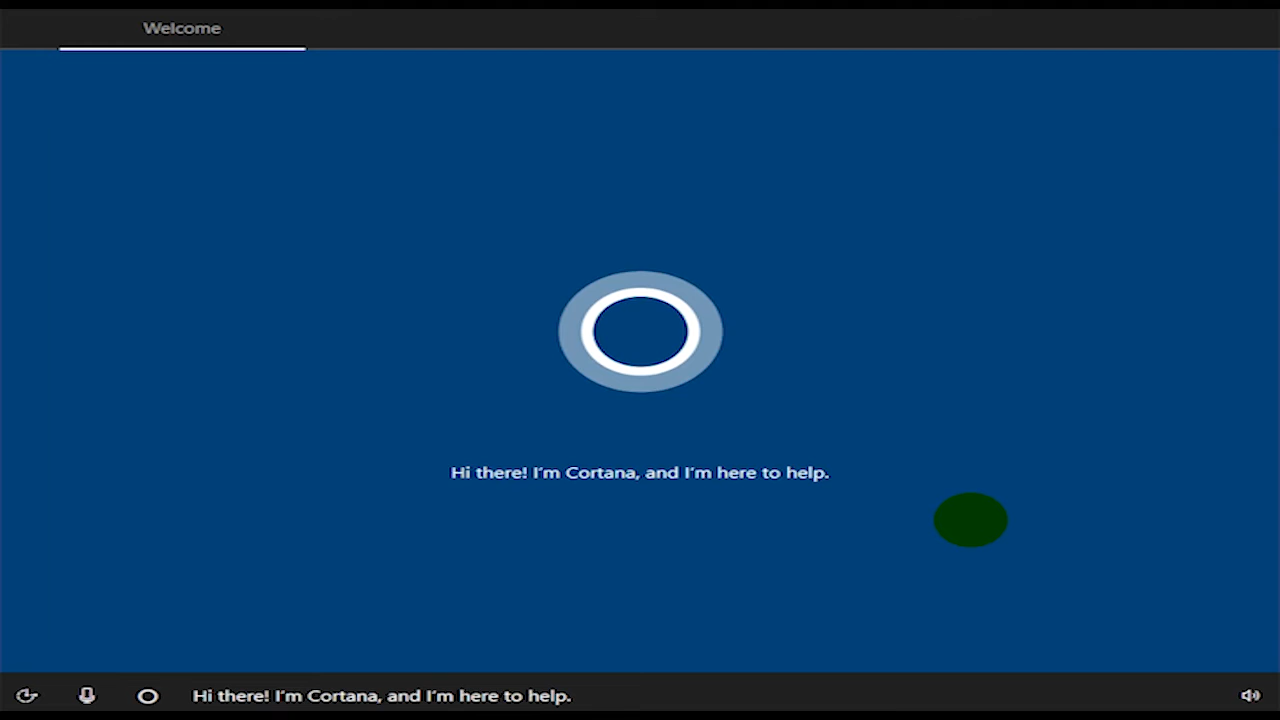 Welcome
Hi there! I'm Cortana, and I'm here to help.
Hi there! I'm Cortana, and I'm here to help.